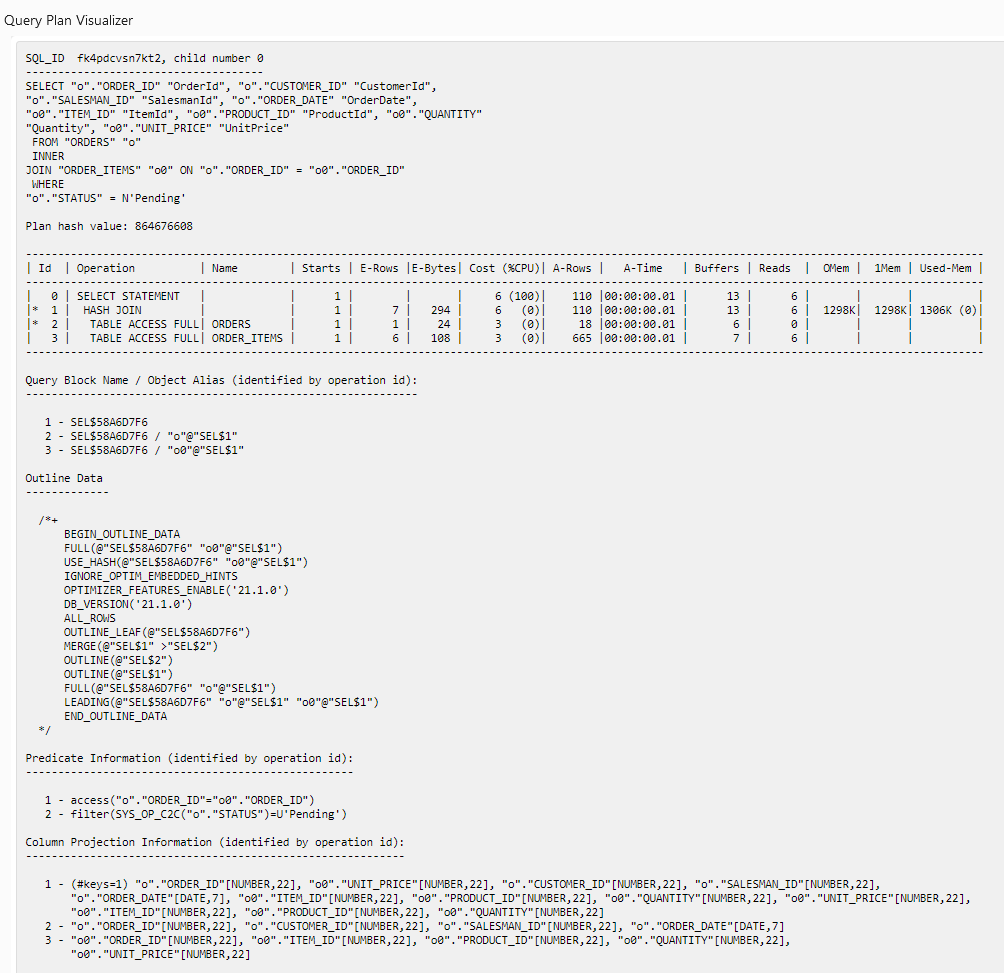 Query Plan Visualizer
SQL_ID  fk4pdcvsn7kt2, child number 0
-------------------------------------
SELECT "o"."ORDER_ID" "OrderId", "o"."CUSTOMER_ID" "CustomerId",
"o"."SALESMAN_ID" "SalesmanId", "o"."ORDER_DATE" "OrderDate",
"o0"."ITEM_ID" "ItemId", "o0"."PRODUCT_ID" "ProductId", "o0"."QUANTITY"
"Quantity", "o0"."UNIT_PRICE" "UnitPrice"
 FROM "ORDERS" "o"
 INNER
JOIN "ORDER_ITEMS" "o0" ON "o"."ORDER_ID" = "o0"."ORDER_ID"
 WHERE
"o"."STATUS" = N'Pending'
Plan hash value: 864676608
-----------------------------------------------------------------------------------------------------------------------------------------------------
| Id  | Operation          | Name        | Starts | E-Rows |E-Bytes| Cost (%CPU)| A-Rows |   A-Time   | Buffers | Reads  |  OMem |  1Mem | Used-Mem |
-----------------------------------------------------------------------------------------------------------------------------------------------------
|   0 | SELECT STATEMENT   |             |      1 |        |       |     6 (100)|    110 |00:00:00.01 |      13 |      6 |       |       |          |
|*  1 |  HASH JOIN         |             |      1 |      7 |   294 |     6   (0)|    110 |00:00:00.01 |      13 |      6 |  1298K|  1298K| 1306K (0)|
|*  2 |   TABLE ACCESS FULL| ORDERS      |      1 |      1 |    24 |     3   (0)|     18 |00:00:00.01 |       6 |      0 |       |       |          |
|   3 |   TABLE ACCESS FULL| ORDER_ITEMS |      1 |      6 |   108 |     3   (0)|    665 |00:00:00.01 |       7 |      6 |       |       |          |
-----------------------------------------------------------------------------------------------------------------------------------------------------
Query Block Name / Object Alias (identified by operation id):
-------------------------------------------------------------
   1 - SEL$58A6D7F6
   2 - SEL$58A6D7F6 / "o"@"SEL$1"
   3 - SEL$58A6D7F6 / "o0"@"SEL$1"
Outline Data
-------------
  /*+
      BEGIN_OUTLINE_DATA
      FULL(@"SEL$58A6D7F6" "o0"@"SEL$1")
      USE_HASH(@"SEL$58A6D7F6" "o0"@"SEL$1")
      IGNORE_OPTIM_EMBEDDED_HINTS
      OPTIMIZER_FEATURES_ENABLE('21.1.0')
      DB_VERSION('21.1.0')
      ALL_ROWS
      OUTLINE_LEAF(@"SEL$58A6D7F6")
      MERGE(@"SEL$1" >"SEL$2")
      OUTLINE(@"SEL$2")
      OUTLINE(@"SEL$1")
      FULL(@"SEL$58A6D7F6" "o"@"SEL$1")
      LEADING(@"SEL$58A6D7F6" "o"@"SEL$1" "o0"@"SEL$1")
      END_OUTLINE_DATA
  */
Predicate Information (identified by operation id):
---------------------------------------------------
   1 - access("o"."ORDER_ID"="o0"."ORDER_ID")
   2 - filter(SYS_OP_C2C("o"."STATUS")=U'Pending')
Column Projection Information (identified by operation id):
-----------------------------------------------------------
   1 - (#keys=1) "o"."ORDER_ID"[NUMBER,22], "o0"."UNIT_PRICE"[NUMBER,22], "o"."CUSTOMER_ID"[NUMBER,22], "o"."SALESMAN_ID"[NUMBER,22],
       "o"."ORDER_DATE"[DATE,7], "o0"."ITEM_ID"[NUMBER,22], "o0"."PRODUCT_ID"[NUMBER,22], "o0"."QUANTITY"[NUMBER,22], "o0"."UNIT_PRICE"[NUMBER,22],
       "o0"."ITEM_ID"[NUMBER,22], "o0"."PRODUCT_ID"[NUMBER,22], "o0"."QUANTITY"[NUMBER,22]
   2 - "o"."ORDER_ID"[NUMBER,22], "o"."CUSTOMER_ID"[NUMBER,22], "o"."SALESMAN_ID"[NUMBER,22], "o"."ORDER_DATE"[DATE,7]
   3 - "o0"."ORDER_ID"[NUMBER,22], "o0"."ITEM_ID"[NUMBER,22], "o0"."PRODUCT_ID"[NUMBER,22], "o0"."QUANTITY"[NUMBER,22],
       "o0"."UNIT_PRICE"[NUMBER,22]